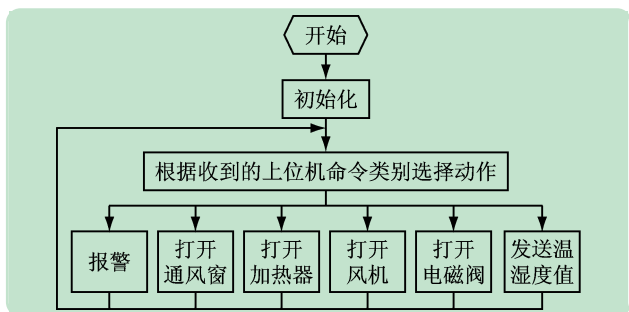 开始
初始化
根据收到的上位机命令类别选择动作
报警
打开
通风窗
打开
加热器
打开
风机
打开
电磁阀
发送温
湿度值